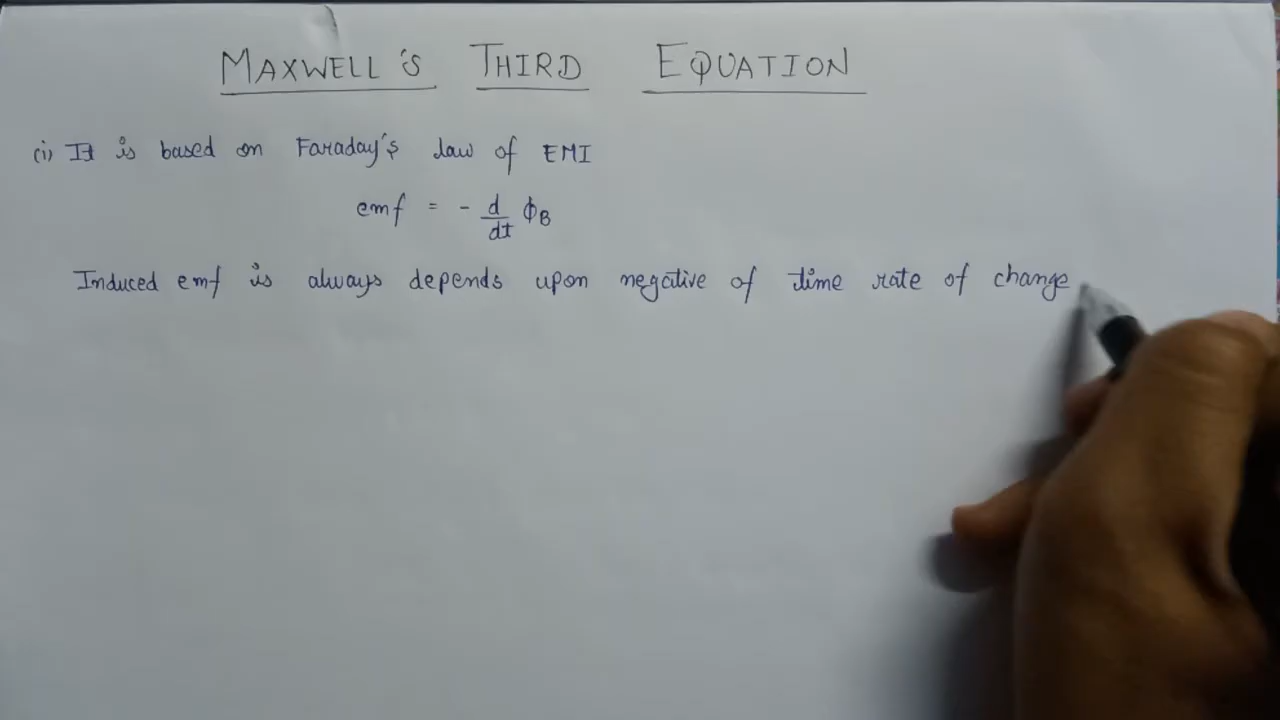 MAXWELL'S THIRD EQUATION
(i) It is based on Faraday's law of EMI
emf = - d/dt ϕB
Induced emf is always depends upon negative of time rate of change